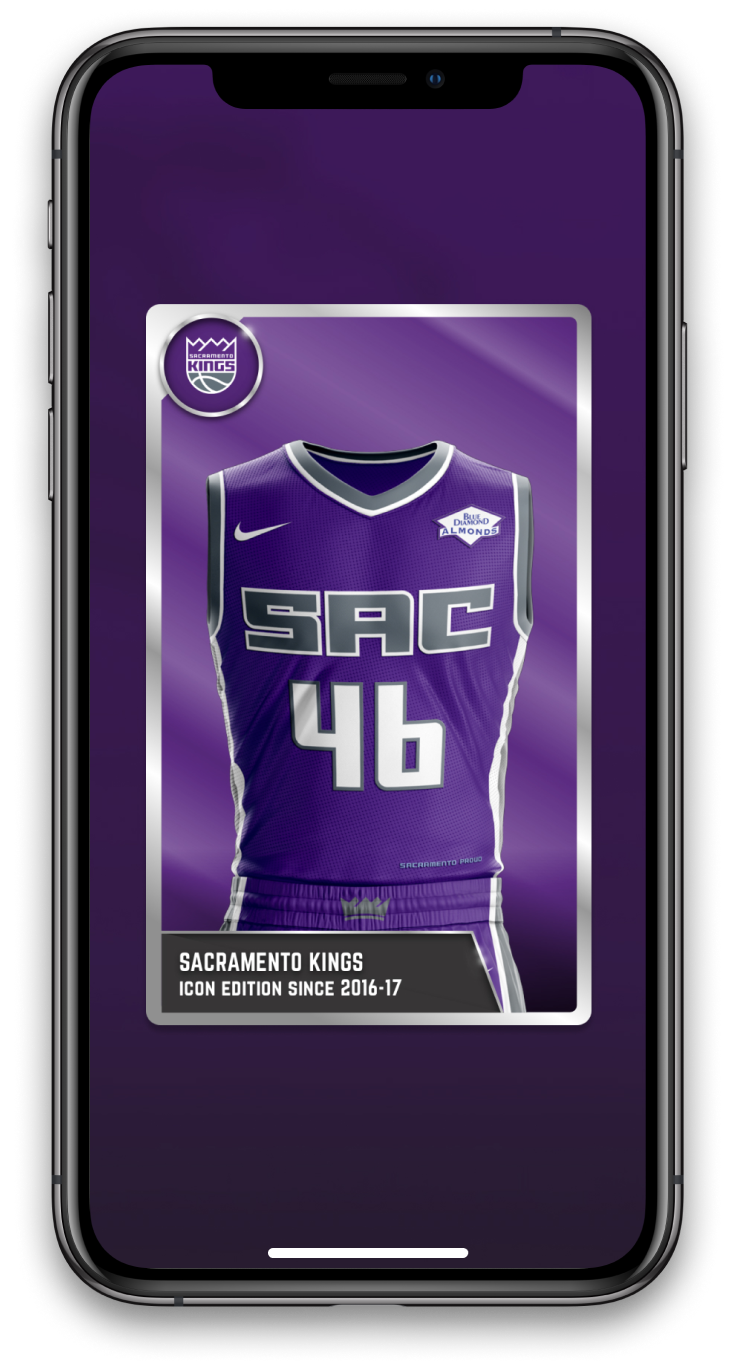 SACRAMENTO
KINGS
BLUE
DIAMOND
ALMONDS
SAC
46
SACRAMENTO PROUD
SACRAMENTO KINGS
ICON EDITION SINCE 2016-17